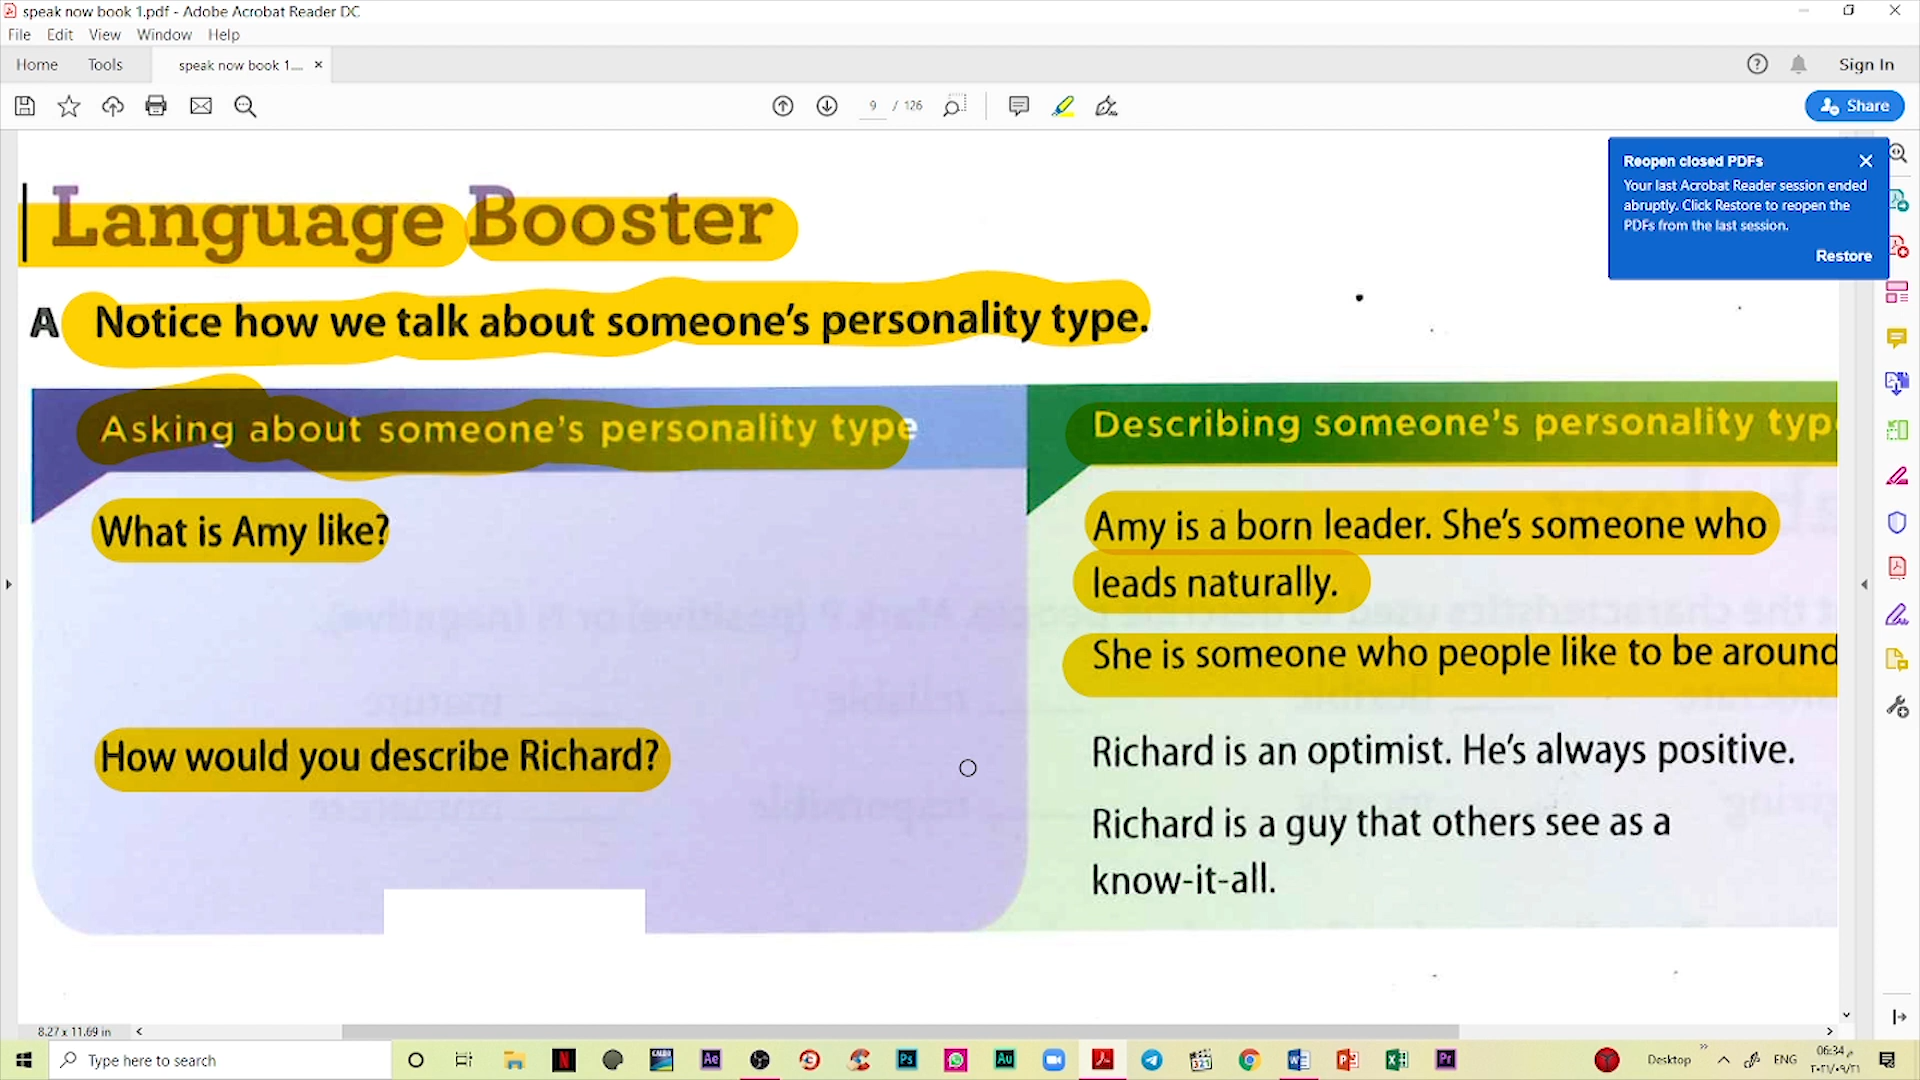 speak now book 1.pdf - Adobe Acrobat Reader DC
File Edit View Window Help
Home Tools speak now book 1... × Sign In
9 / 126
Share
Reopen closed PDFs
Your last Acrobat Reader session ended
abruptly. Click Restore to reopen the
PDFs from the last session.
Restore
Language Booster
A Notice how we talk about someone's personality type.
Asking about someone's personality type
What is Amy like?
How would you describe Richard?
Describing someone's personality typ
Amy is a born leader. She's someone who
leads naturally.
She is someone who people like to be around
Richard is an optimist. He's always positive.
Richard is a guy that others see as a
know-it-all.
8.27 x 11.69 in
Type here to search
Desktop
ENG
06:34 م
٢٠٢١/٠٩/٢١